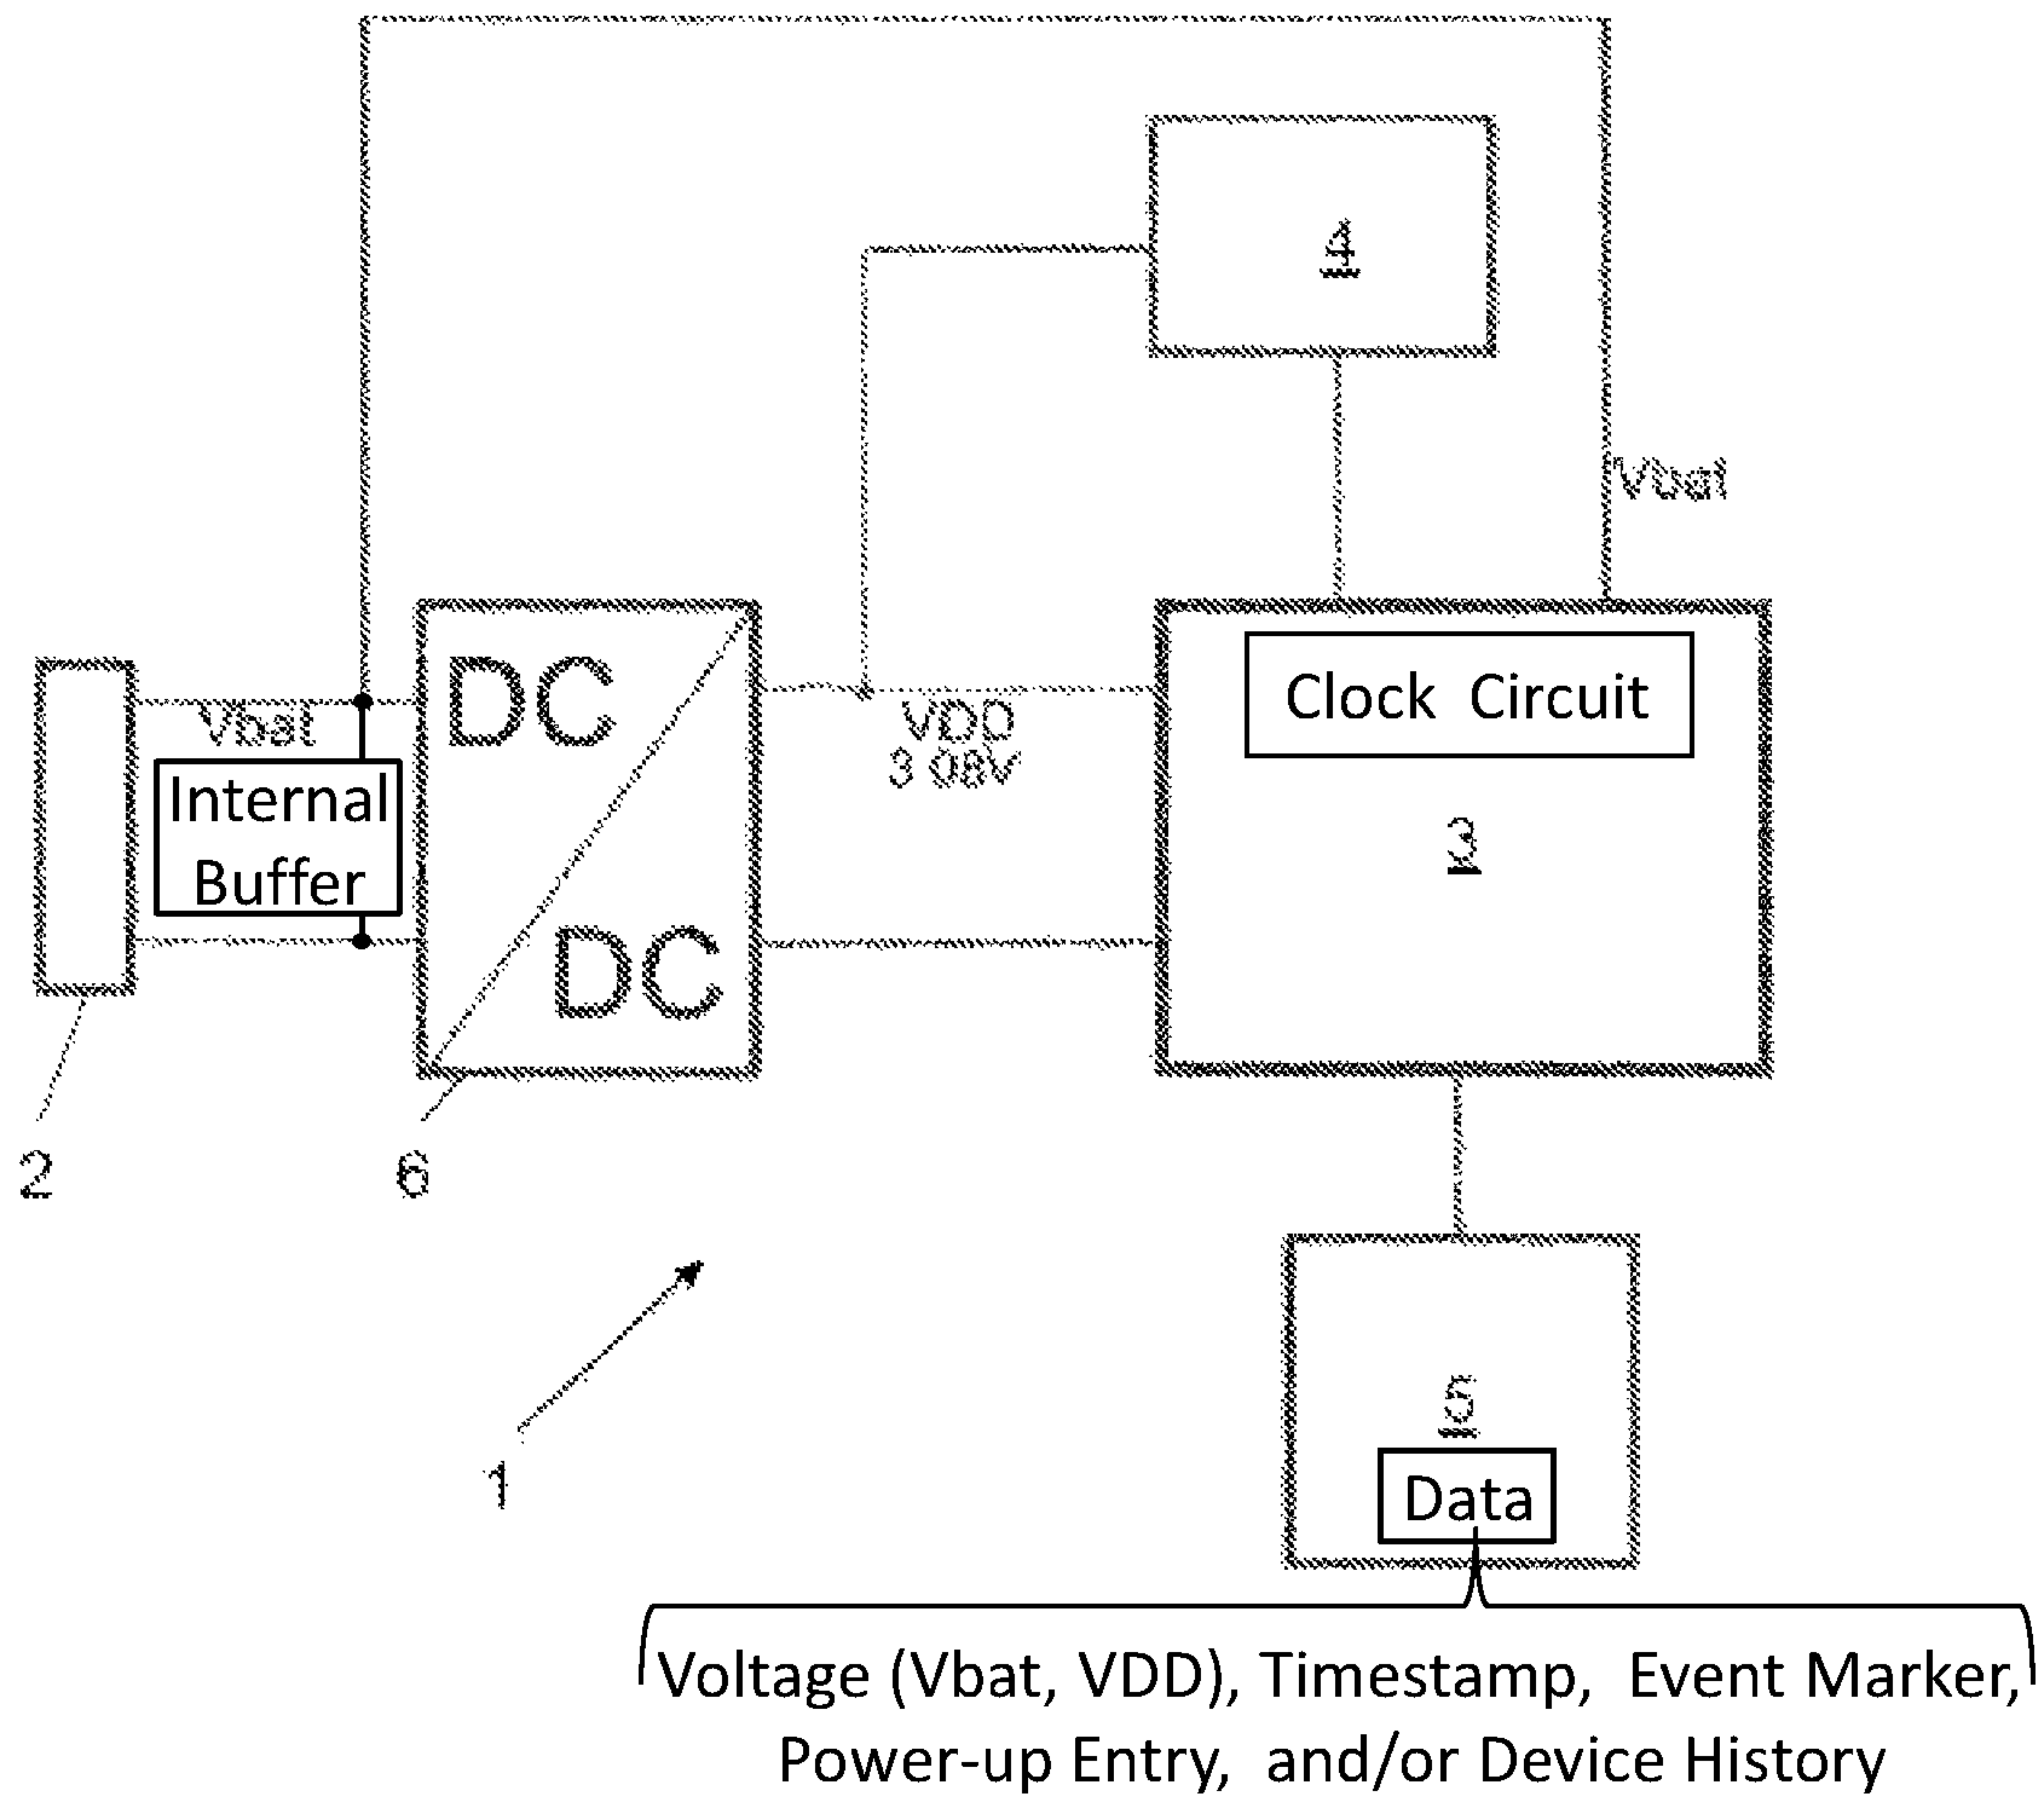 4
Vbat
DC
Clock Circuit
Vbat
VDD
3 08V
Internal
Buffer
3
DC
2
6
1
5
Data
Voltage (Vbat, VDD), Timestamp, Event Marker,
Power-up Entry, and/or Device History